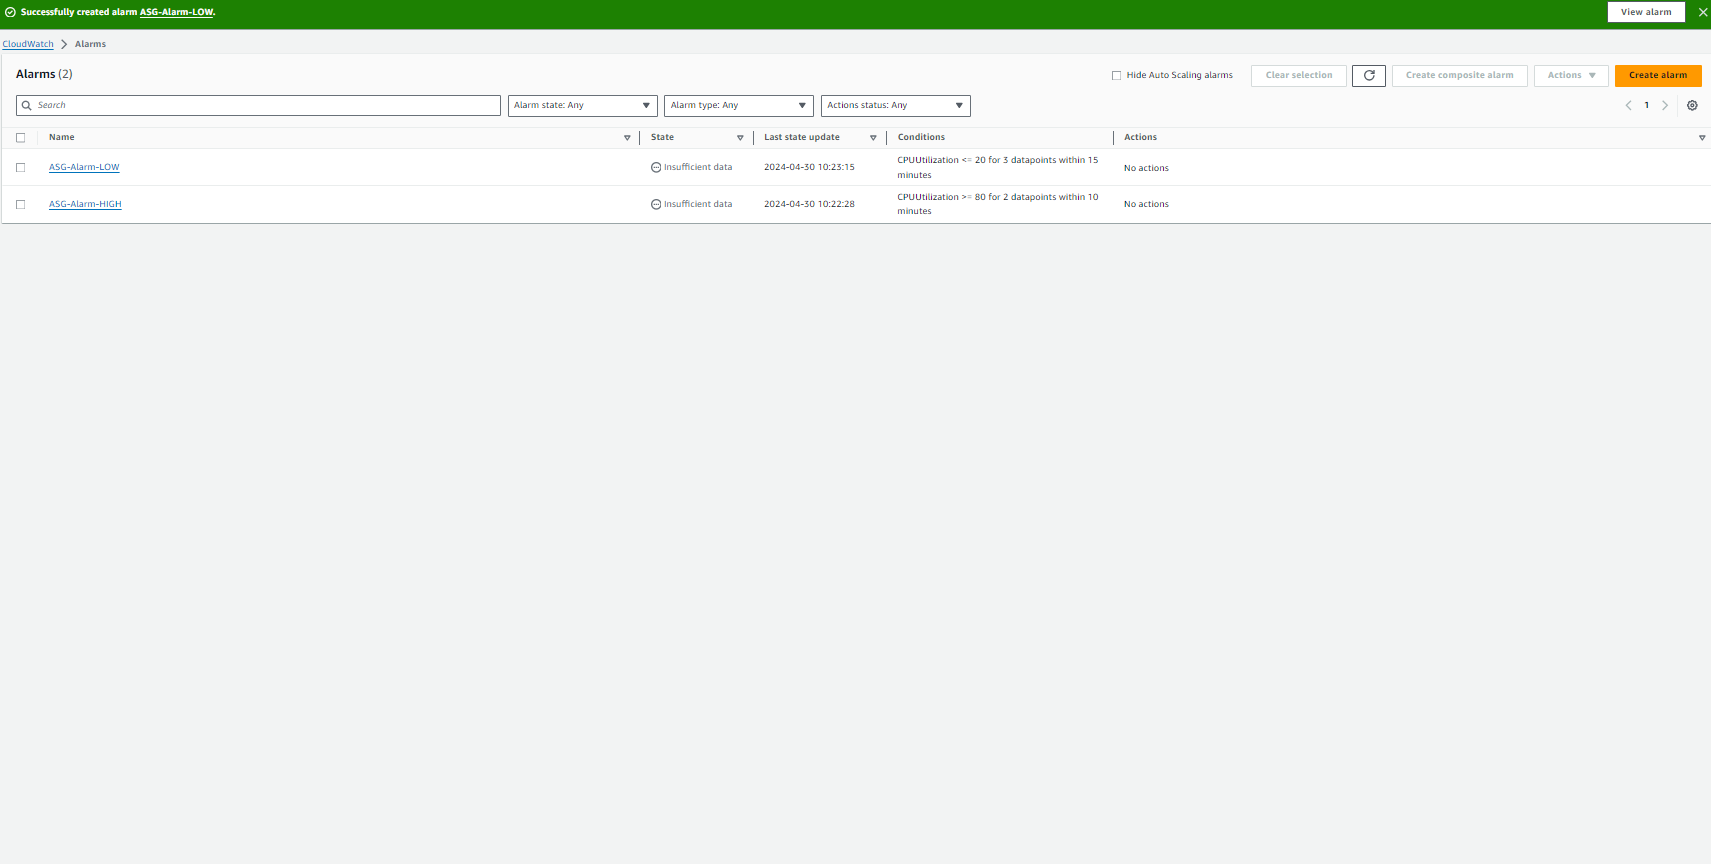 Successfully created alarm ASG-Alarm-LOW.
View alarm
CloudWatch > Alarms
Alarms (2)
Hide Auto Scaling alarms
Clear selection
Create composite alarm
Actions
Create alarm
Search
Alarm state: Any
Alarm type: Any
Actions status: Any
1
Name State Last state update Conditions Actions
ASG-Alarm-LOW Insufficient data 2024-04-30 10:23:15 CPUUtilization <= 20 for 3 datapoints within 15
minutes
No actions
ASG-Alarm-HIGH Insufficient data 2024-04-30 10:22:28 CPUUtilization >= 80 for 2 datapoints within 10
minutes
No actions